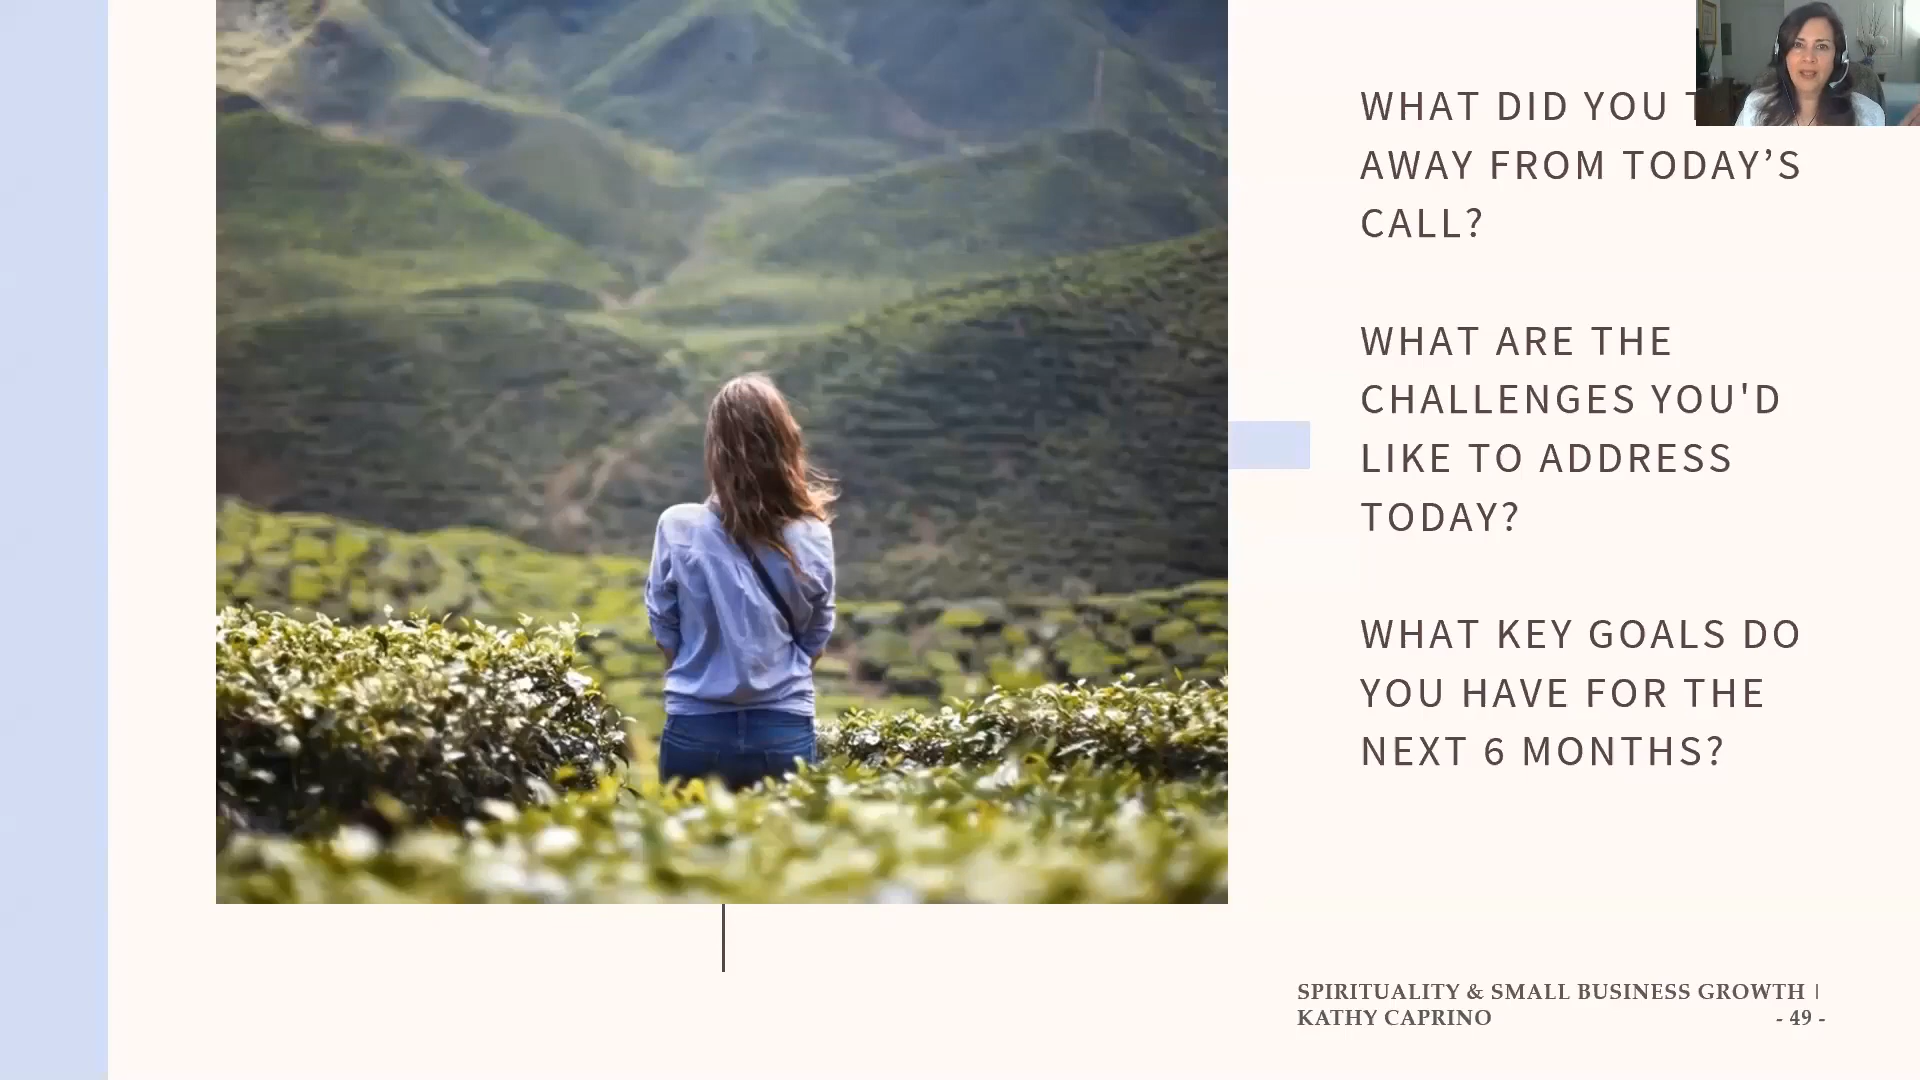 WHAT DID YOU
AWAY FROM TODAY’S
CALL?
WHAT ARE THE
CHALLENGES YOU'D
LIKE TO ADDRESS
TODAY?
WHAT KEY GOALS DO
YOU HAVE FOR THE
NEXT 6 MONTHS?
SPIRITUALITY & SMALL BUSINESS GROWTH |
KATHY CAPRINO - 49 -